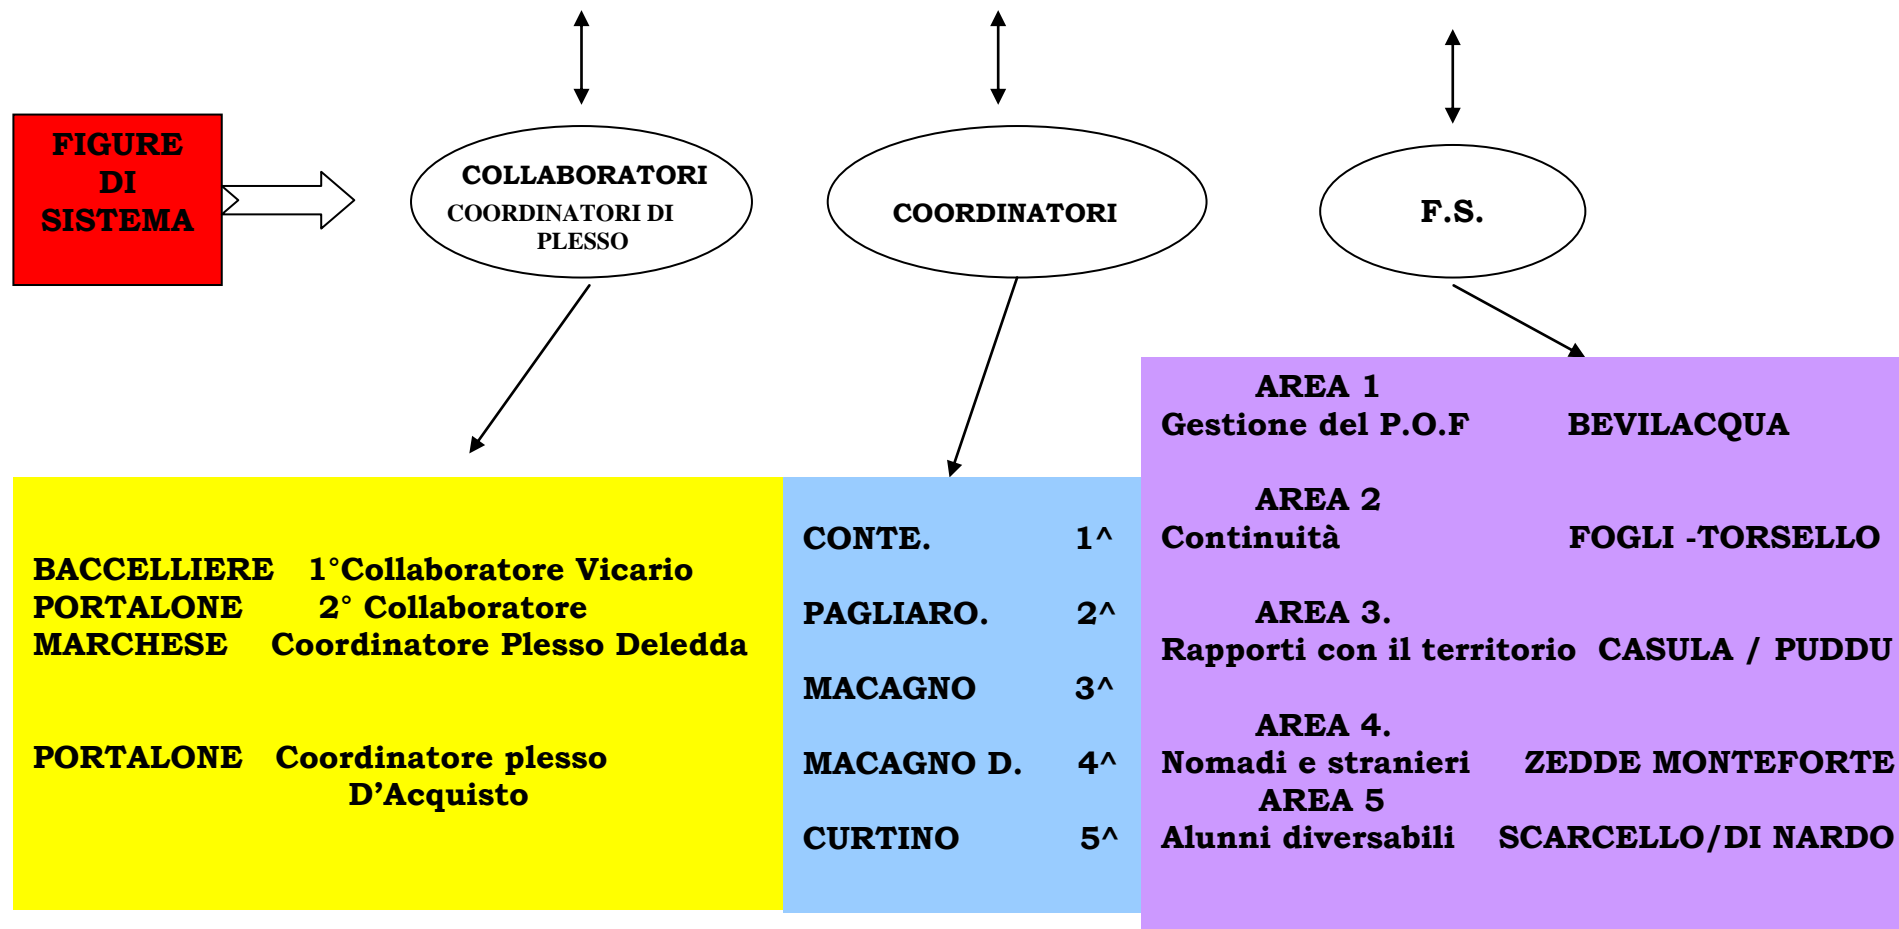 FIGURE
DI
SISTEMA
COLLABORATORI
COORDINATORI DI
PLESSO
COORDINATORI
F.S.
BACCELLIERE 1°Collaboratore Vicario
PORTALONE 2° Collaboratore
MARCHESE Coordinatore Plesso Deledda
PORTALONE Coordinatore plesso
D’Acquisto
CONTE. 1^
PAGLIARO. 2^
MACAGNO 3^
MACAGNO D. 4^
CURTINO 5^
AREA 1
Gestione del P.O.F BEVILACQUA
AREA 2
Continuità FOGLI -TORSELLO
AREA 3.
Rapporti con il territorio CASULA / PUDDU
AREA 4.
Nomadi e stranieri ZEDDE MONTEFORTE
AREA 5
Alunni diversabili SCARCELLO/DI NARDO